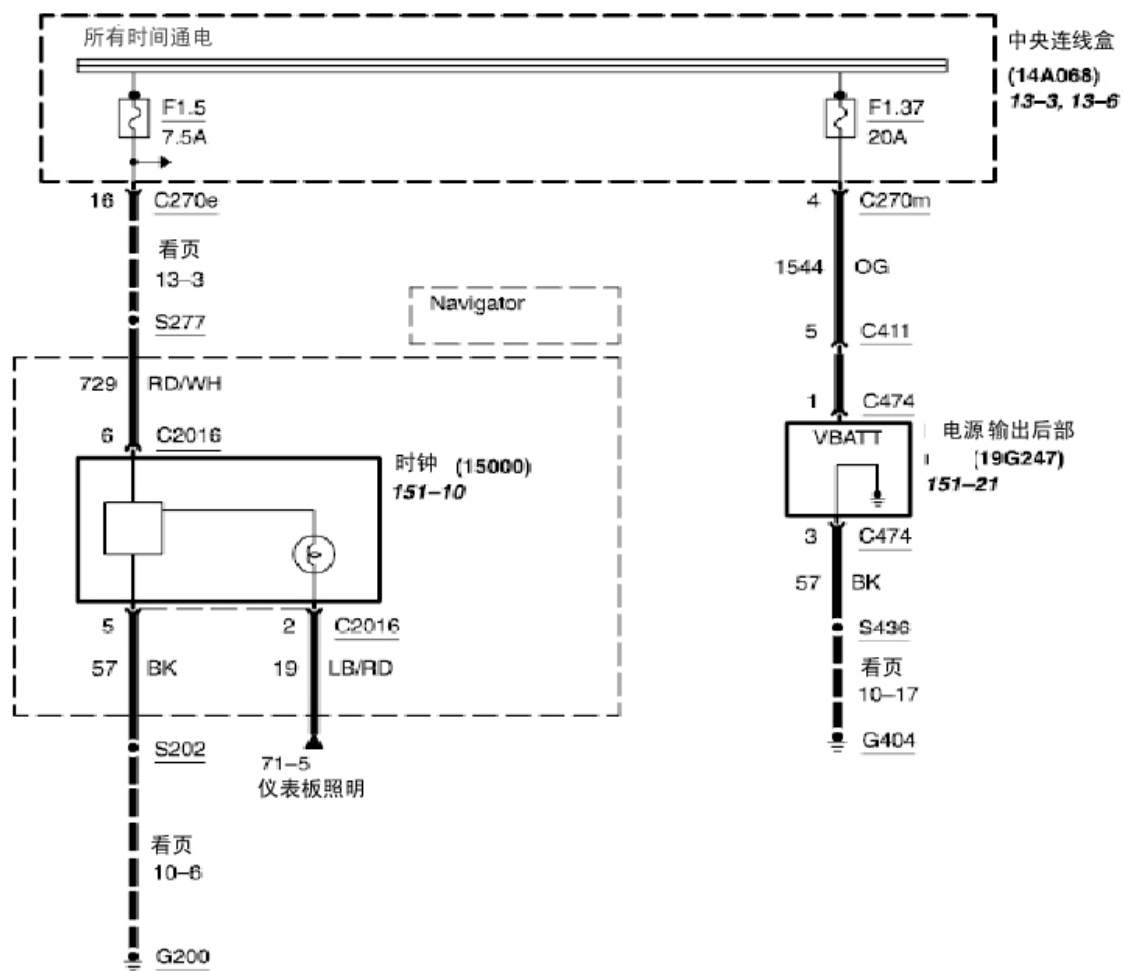 所有时间通电
中央连线盒
(14A068)
13–3, 13–6
F1.5
7.5A
F1.37
20A
16 C270e
4 C270m
看页
13–3
1544 OG
S277
Navigator
5 C411
729 RD/WH
1 C474
6 C2016
VBATT
电源输出后部
(19G247)
151–21
时钟 (15000)
151–10
3 C474
57 BK
5
2 C2016
S436
57 BK
19 LB/RD
看页
10–17
S202
G404
71–5
仪表板照明
看页
10–6
G200